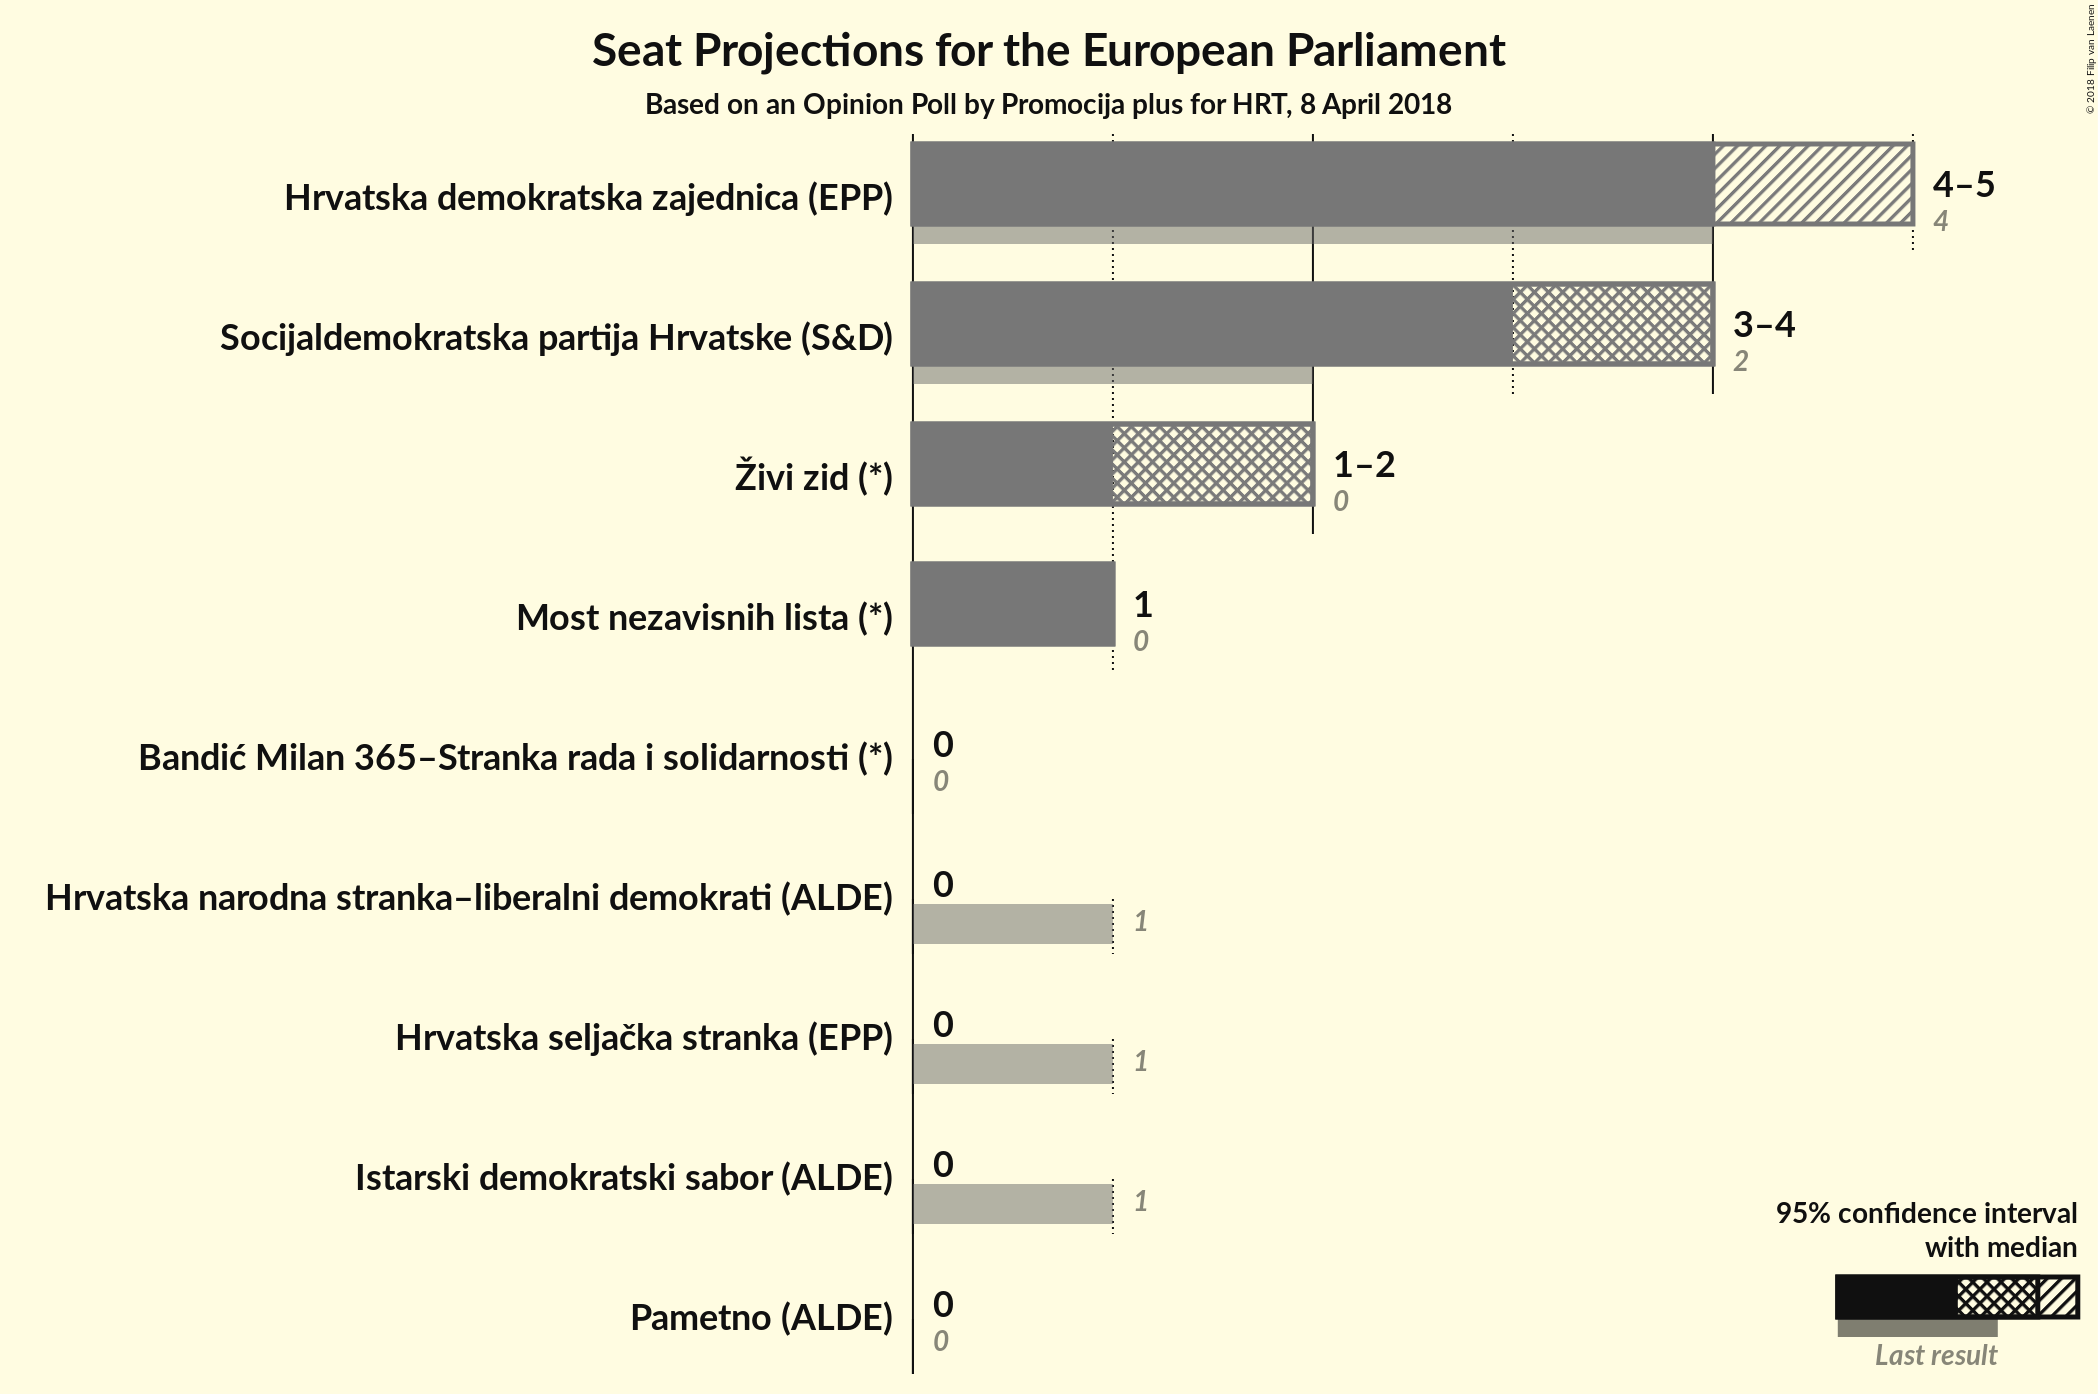 Seat Projections for the European Parliament
Based on an Opinion Poll by Promocija plus for HRT, 8 April 2018
© 2018 Filip van Laenen
Hrvatska demokratska zajednica (EPP)
4–5
4
Socijaldemokratska partija Hrvatske (S&D)
3–4
2
Živi zid (*)
1–2
0
Most nezavisnih lista (*)
1
0
Bandić Milan 365–Stranka rada i solidarnosti (*)
0
0
Hrvatska narodna stranka–liberalni demokrati (ALDE)
0
1
Hrvatska seljačka stranka (EPP)
0
1
Istarski demokratski sabor (ALDE)
0
1
Pametno (ALDE)
0
0
95% confidence interval
with median
Last result